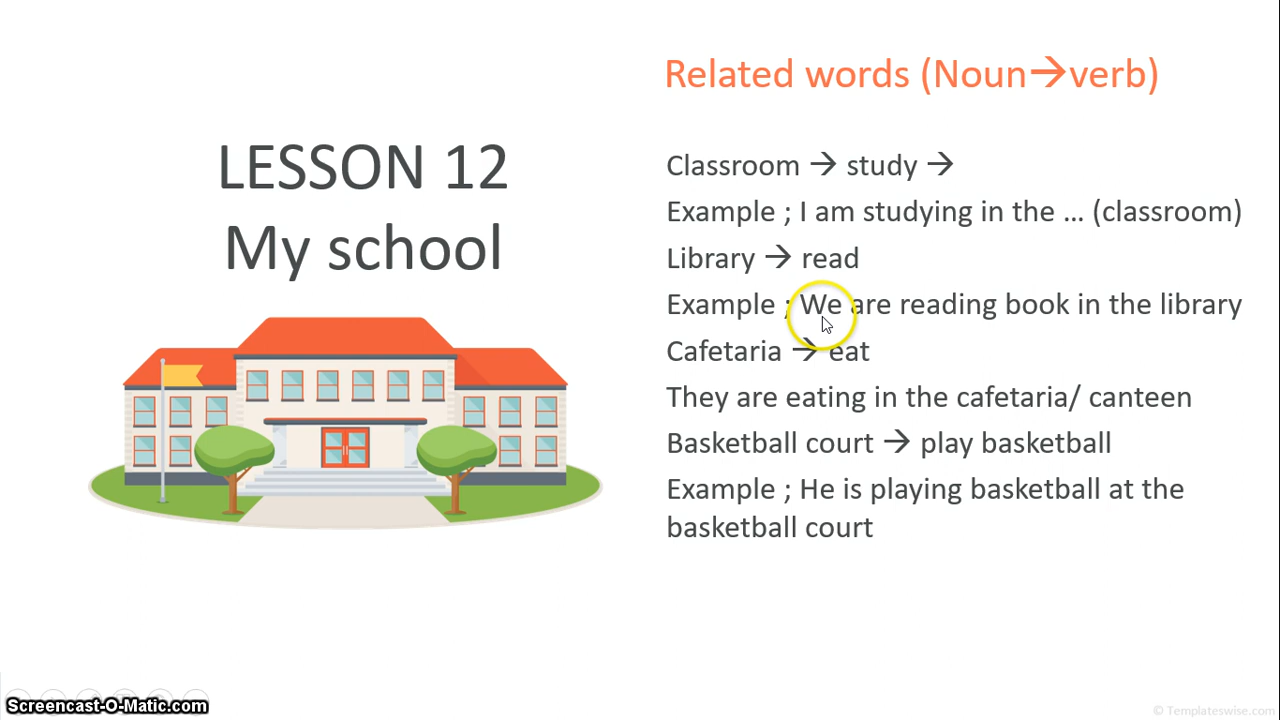 LESSON 12
My school
Related words (Noun→verb)
Classroom → study →
Example ; I am studying in the ... (classroom)
Library → read
Example ; We are reading book in the library
Cafetaria → eat
They are eating in the cafetaria/ canteen
Basketball court → play basketball
Example ; He is playing basketball at the
basketball court
Screencast-O-Matic.com
© Templateswise.com